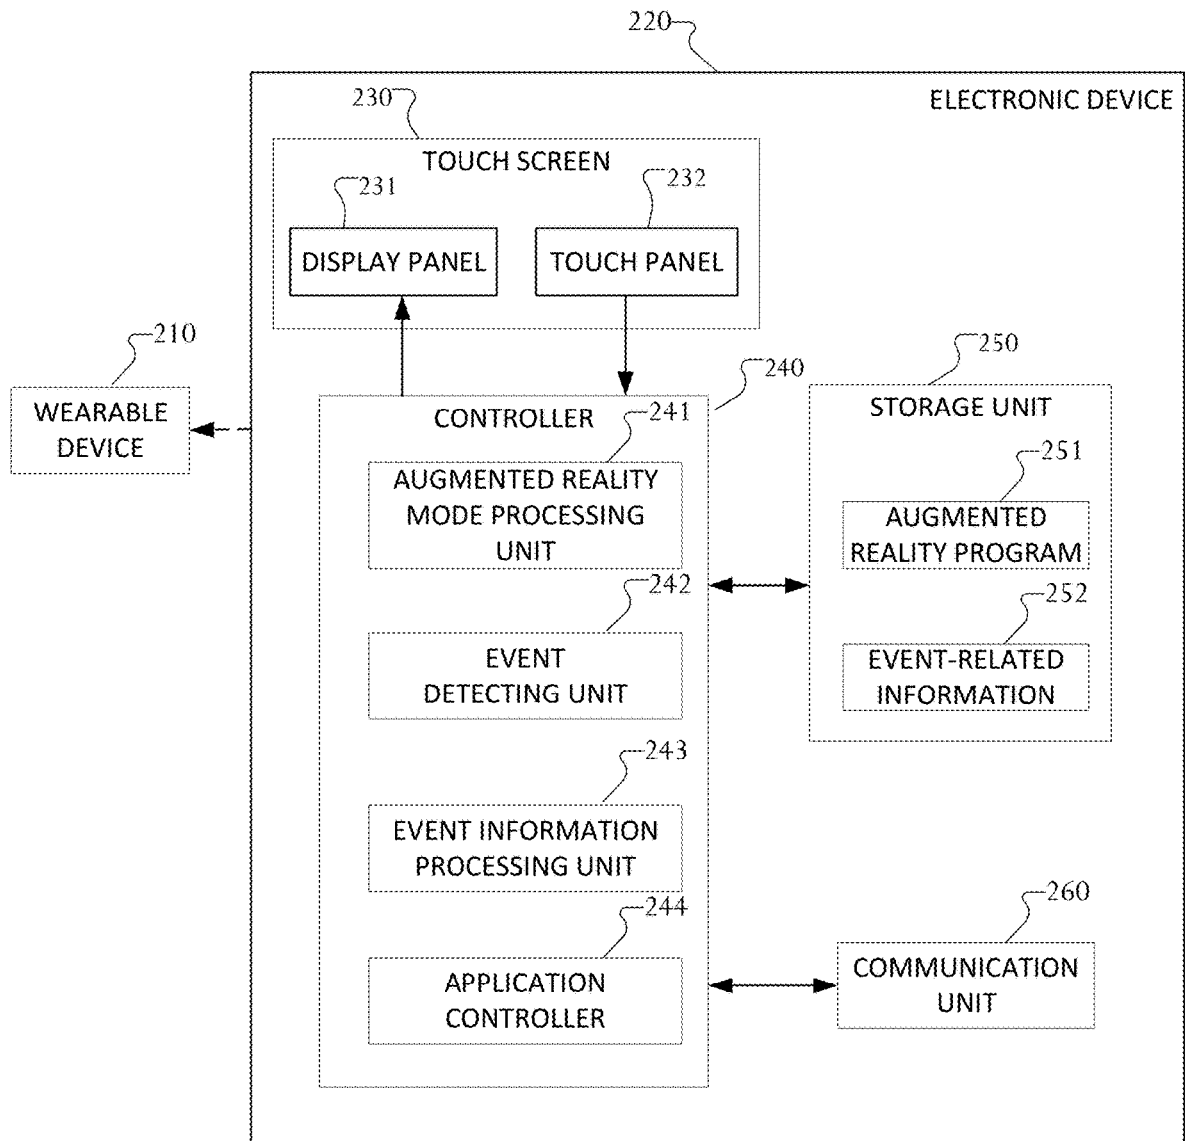 220
ELECTRONIC DEVICE
230
TOUCH SCREEN
231
232
DISPLAY PANEL
TOUCH PANEL
210
WEARABLE
DEVICE
240
CONTROLLER
241
AUGMENTED REALITY
MODE PROCESSING
UNIT
242
EVENT
DETECTING UNIT
243
EVENT INFORMATION
PROCESSING UNIT
244
APPLICATION
CONTROLLER
250
STORAGE UNIT
251
AUGMENTED
REALITY PROGRAM
252
EVENT-RELATED
INFORMATION
260
COMMUNICATION
UNIT